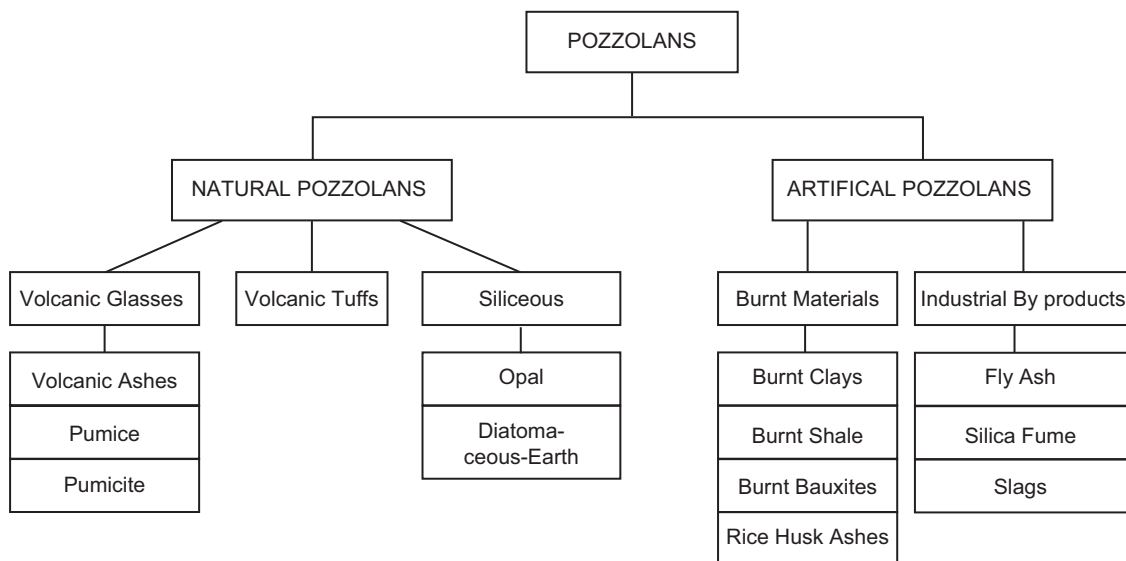 POZZOLANS
NATURAL POZZOLANS
ARTIFICAL POZZOLANS
Volcanic Glasses
Volcanic Tuffs
Siliceous
Burnt Materials
Industrial By products
Volcanic Ashes
Pumice
Pumicite
Opal
Diatoma-
ceous-Earth
Burnt Clays
Burnt Shale
Burnt Bauxites
Rice Husk Ashes
Fly Ash
Silica Fume
Slags